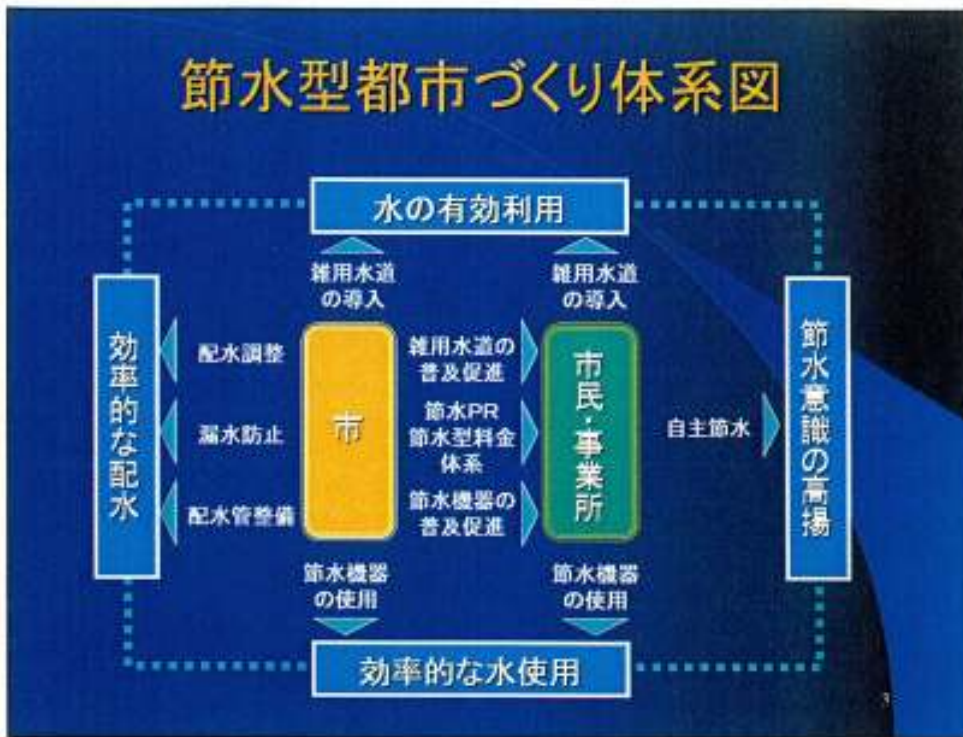 節水型都市づくり体系図
水の有効利用
雑用水道
の導入
雑用水道
の導入
効率的な配水
配水調整
漏水防止
配水管整備
市
雑用水道の
普及促進
節水PR
節水型料金
体系
節水機器の
普及促進
市民・事業所
自主節水
節水意識の高揚
節水機器
の使用
節水機器
の使用
効率的な水使用
3